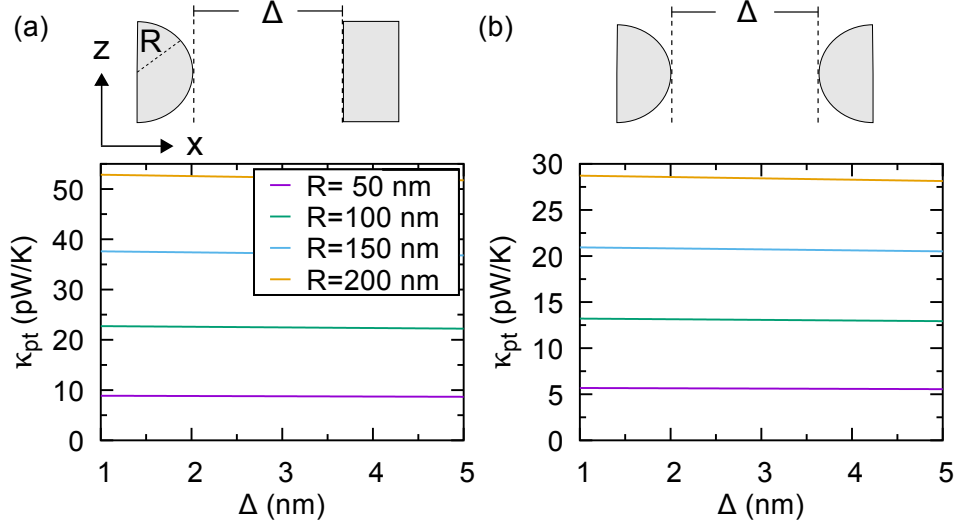 (a)
Δ
R
z
x
κpt (pW/K)
50
40
30
20
10
0
R= 50 nm
R=100 nm
R=150 nm
R=200 nm
1 2 3 4 5
Δ (nm)
(b)
Δ
κpt (pW/K)
30
25
20
15
10
5
0
1 2 3 4 5
Δ (nm)